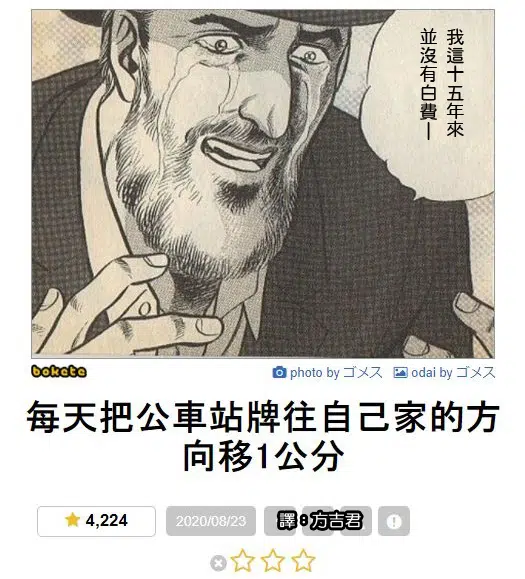 我這十五年來
並沒有白費ー
bokete
photo by ゴメス odai by ゴメス
每天把公車站牌往自己家的方
向移1公分
4,224
2020/08/23
譯:方吉君